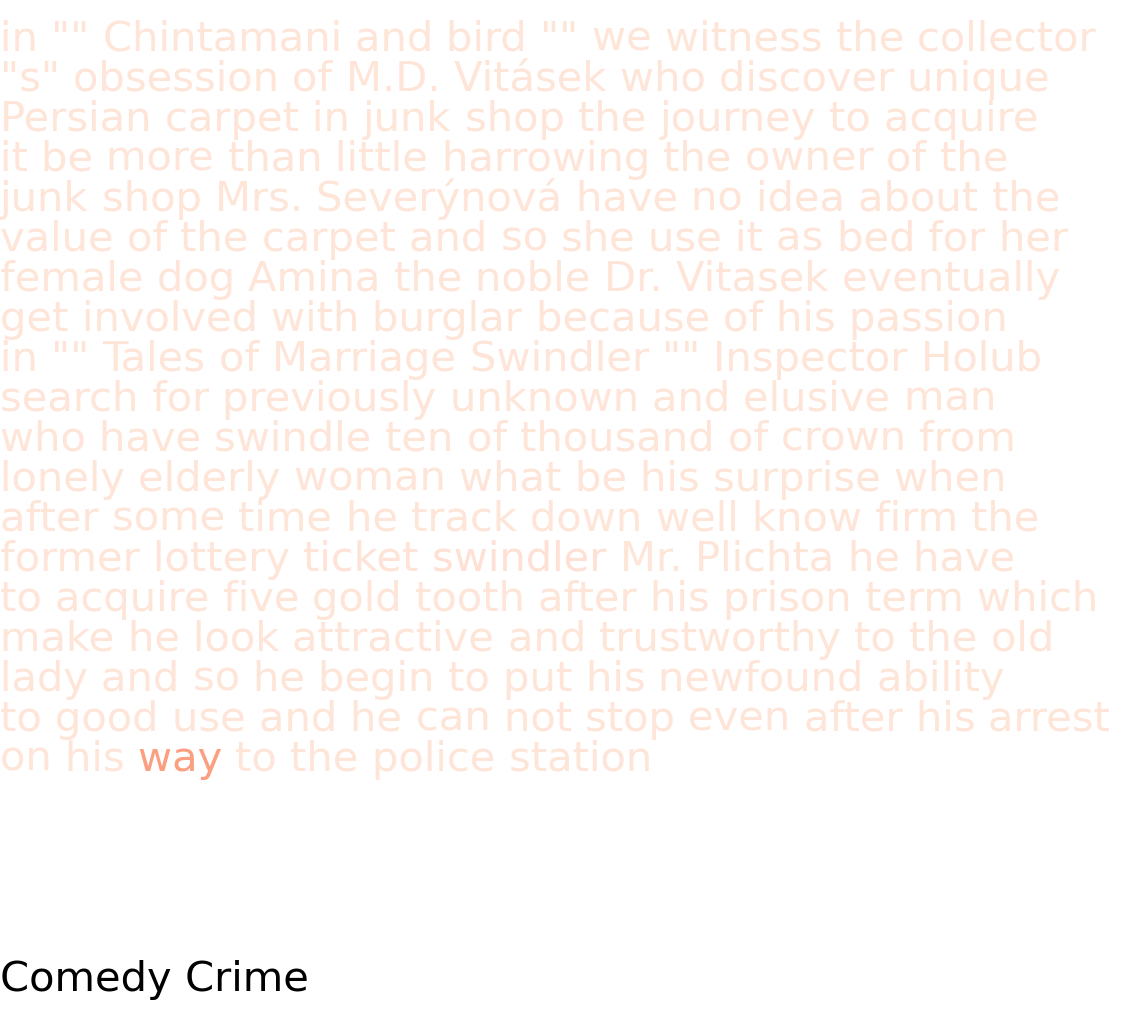 in "" Chintamani and bird "" we witness the collector
"s" obsession of M.D. Vitásek who discover unique
Persian carpet in junk shop the journey to acquire
it be more than little harrowing the owner of the
junk shop Mrs. Severýnová have no idea about the
value of the carpet and so she use it as bed for her
female dog Amina the noble Dr. Vitasek eventually
get involved with burglar because of his passion
in "" Tales of Marriage Swindler "" Inspector Holub
search for previously unknown and elusive man
who have swindle ten of thousand of crown from
lonely elderly woman what be his surprise when
after some time he track down well know firm the
former lottery ticket swindler Mr. Plichta he have
to acquire five gold tooth after his prison term which
make he look attractive and trustworthy to the old
lady and so he begin to put his newfound ability
to good use and he can not stop even after his arrest
on his way to the police station
Comedy Crime